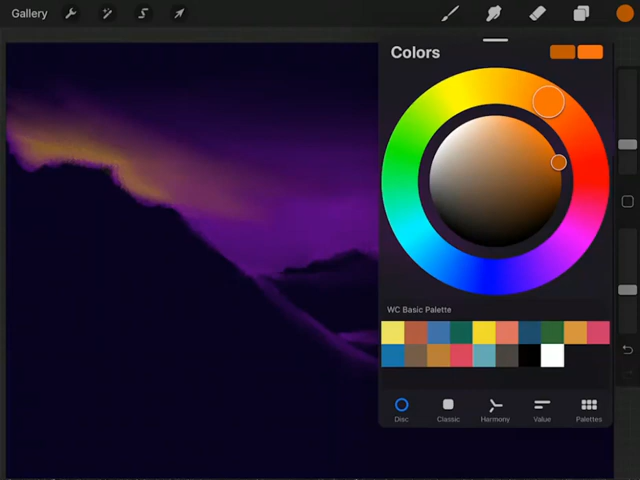 Gallery
Colors
WC Basic Palette
Disc
Classic
Harmony
Value
Palettes